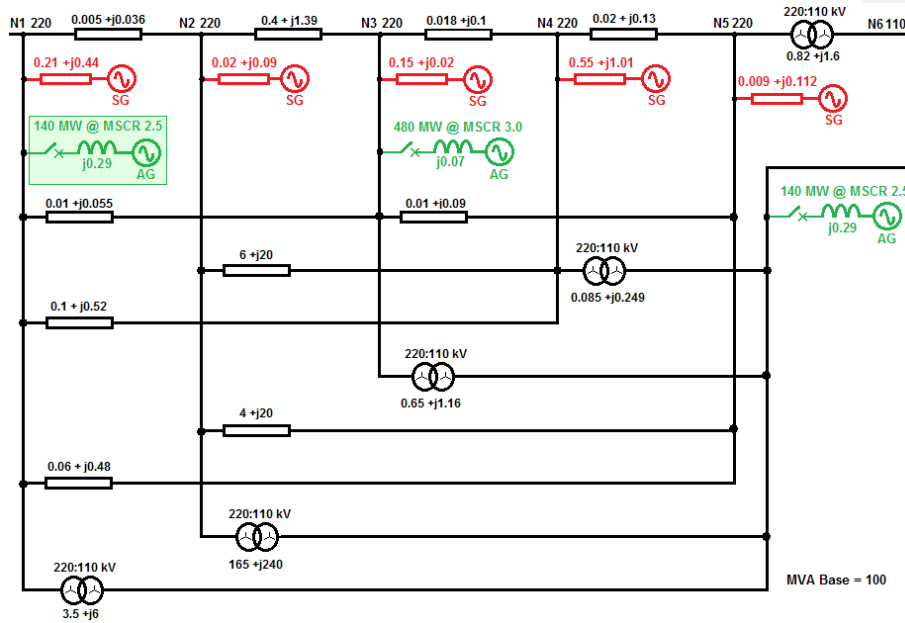 0.005 + j0.036
0.4 + j1.39
0.018 +j0.1
0.02 + j0.13
220:110 kV
N1 220
N2 220
N3 220
N4 220
N5 220
N6 110
0.82 +j1.6
0.21 +j0.44
SG
0.02 +j0.09
SG
0.15 +j0.02
SG
0.55 +j1.01
SG
0.009 +j0.112
SG
140 MW @ MSCR 2.5
j0.29
AG
480 MW @ MSCR 3.0
j0.07
AG
140 MW @ MSCR 2.5
j0.29
AG
0.01 +j0.055
0.01 +j0.09
6 +j20
220:110 kV
0.085 +j0.249
0.1 + j0.52
220:110 kV
0.65 +j1.16
4 +j20
0.06 + j0.48
220:110 kV
165 +j240
220:110 kV
3.5 +j6
MVA Base = 100